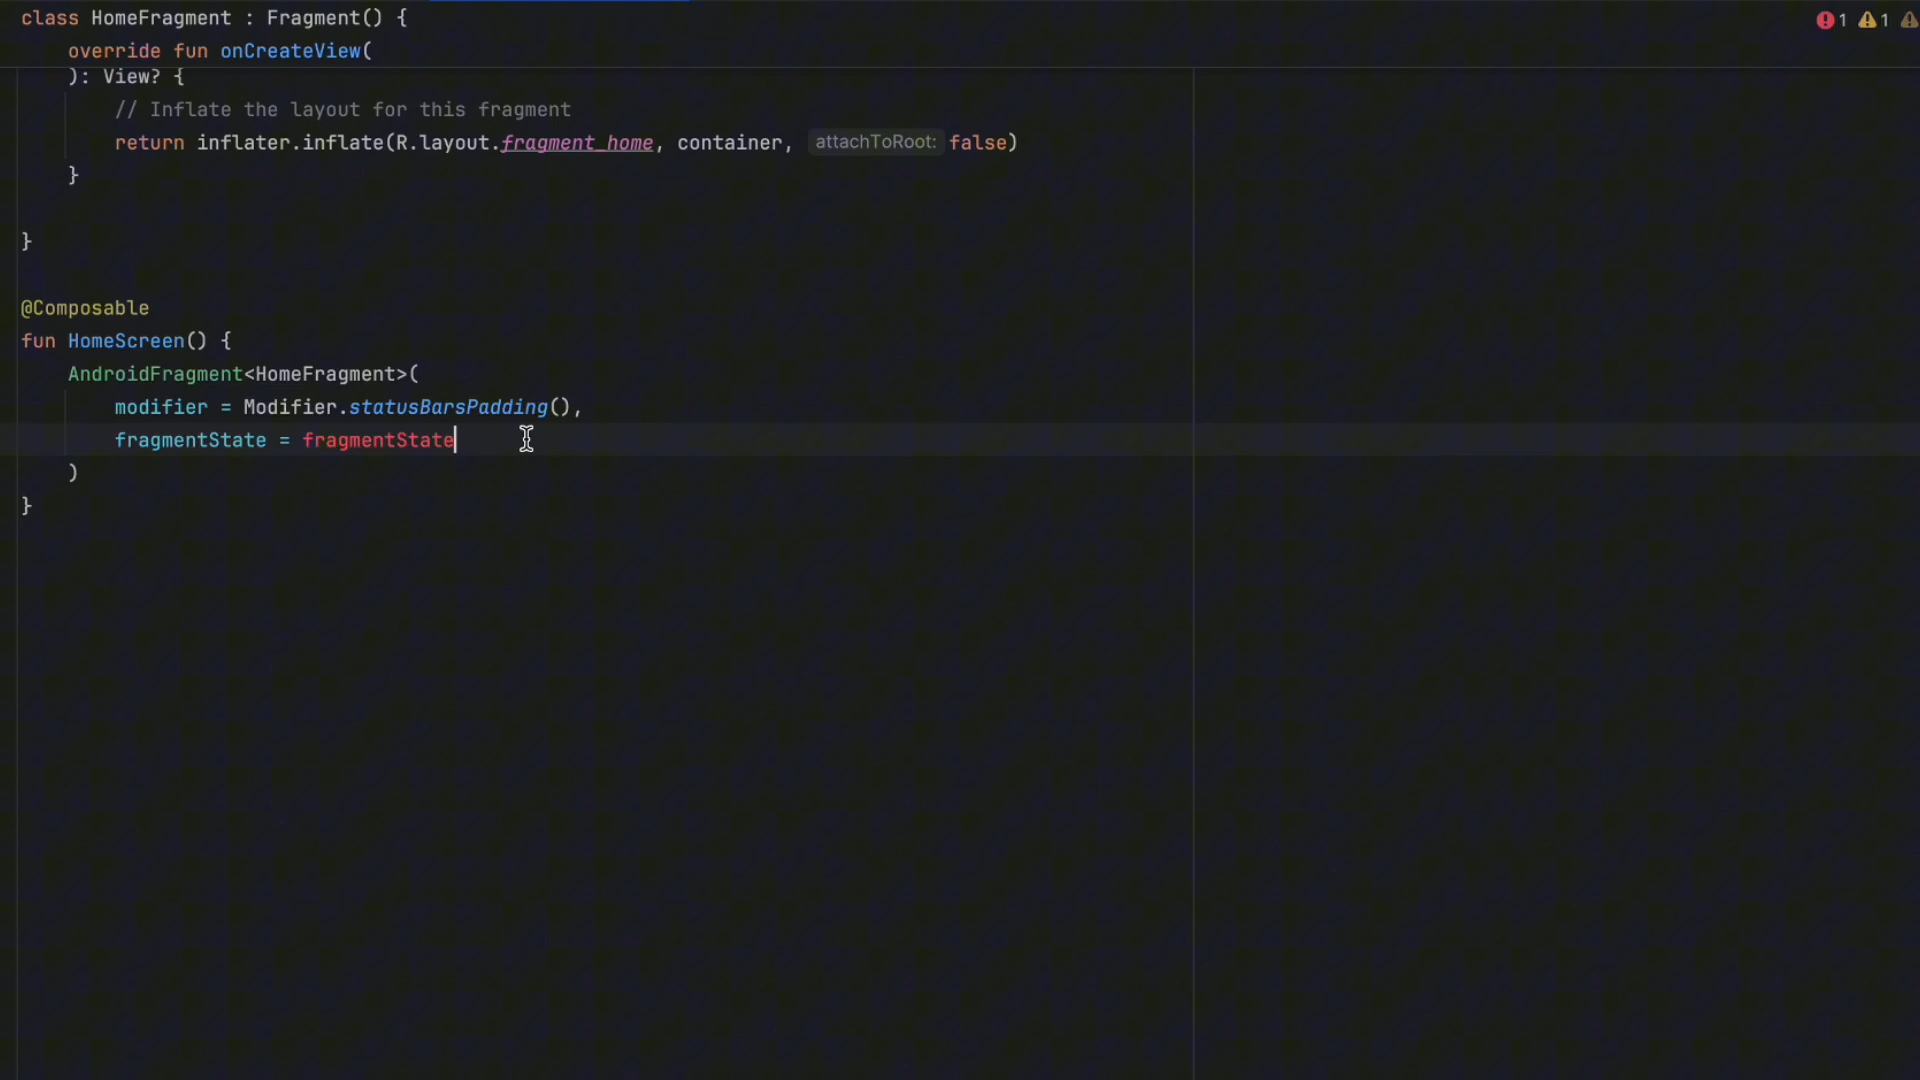 class HomeFragment : Fragment() {
    override fun onCreateView(
    ): View? {
        // Inflate the layout for this fragment
        return inflater.inflate(R.layout.fragment_home, container, attachToRoot: false)
    }
}
@Composable
fun HomeScreen() {
    AndroidFragment<HomeFragment>(
        modifier = Modifier.statusBarsPadding(),
        fragmentState = fragmentState
    )
}
1 1